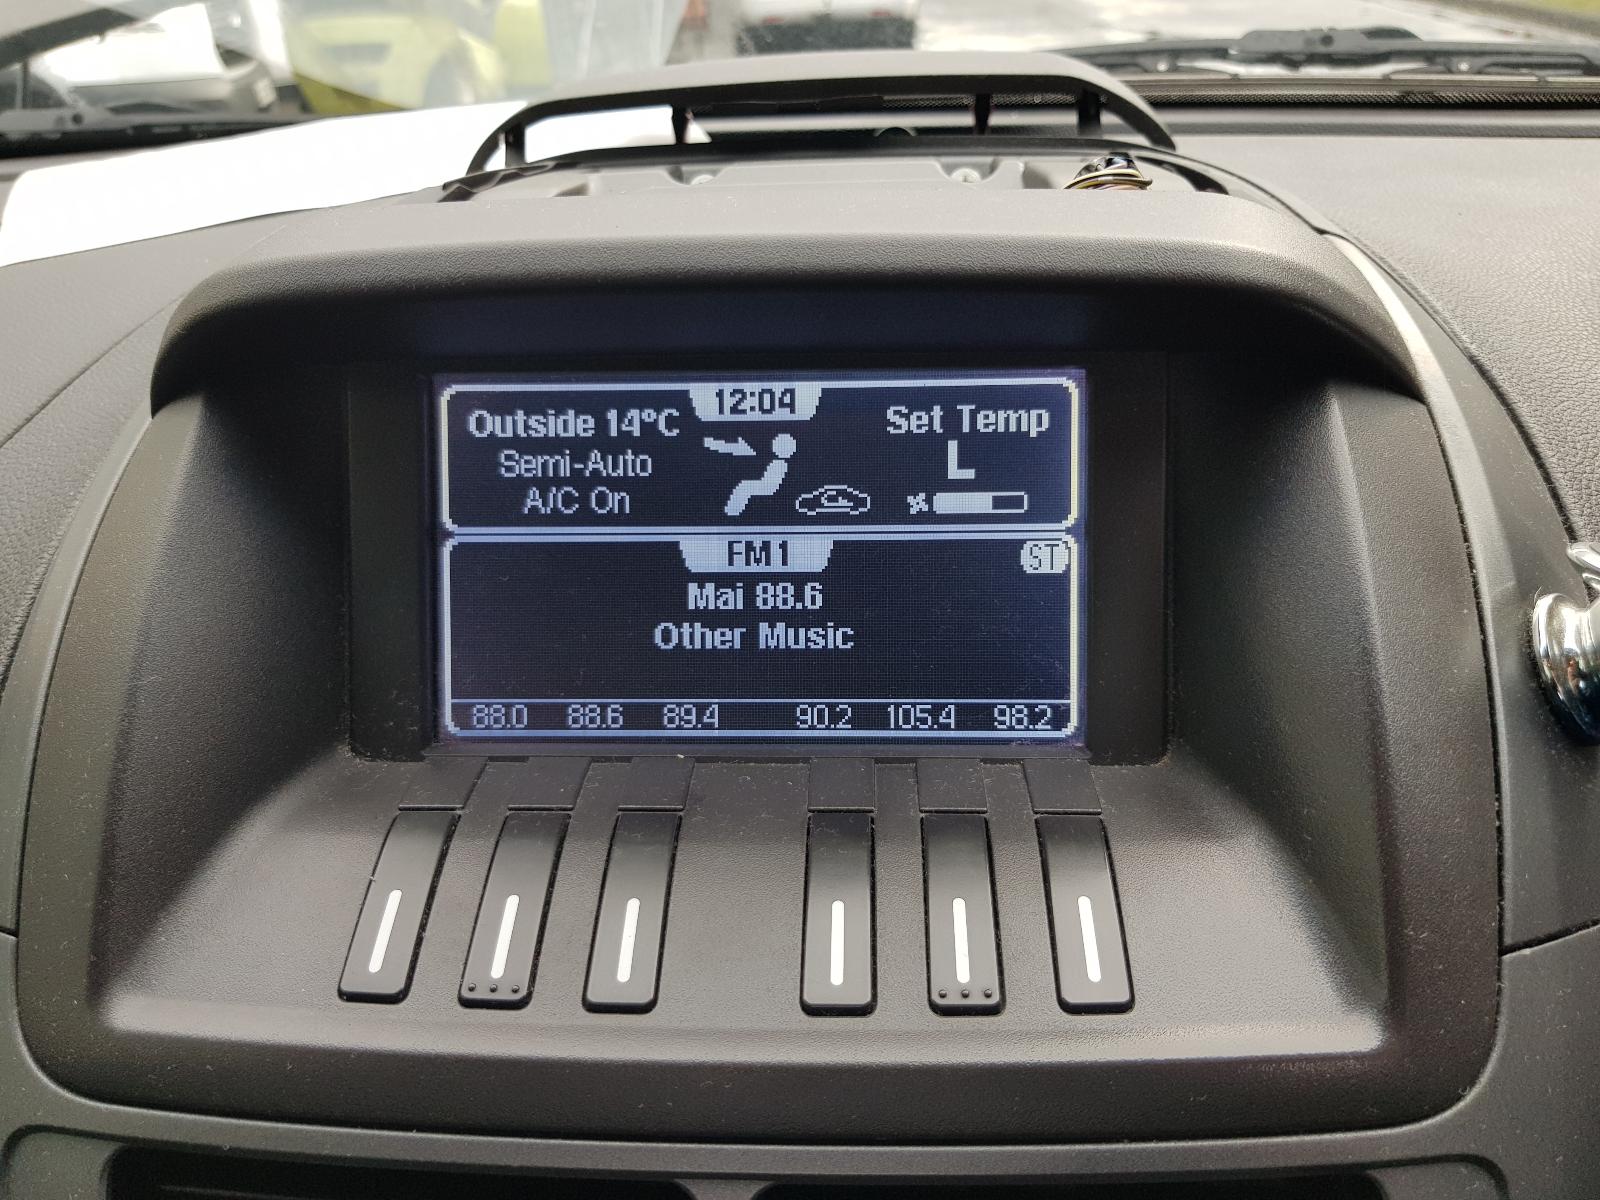 12:04
Outside 14ºC
Set Temp
Semi-Auto
L
A/C On
FM1
ST
Mai 88.6
Other Music
88.0 88.6 89.4 90.2 105.4 98.2